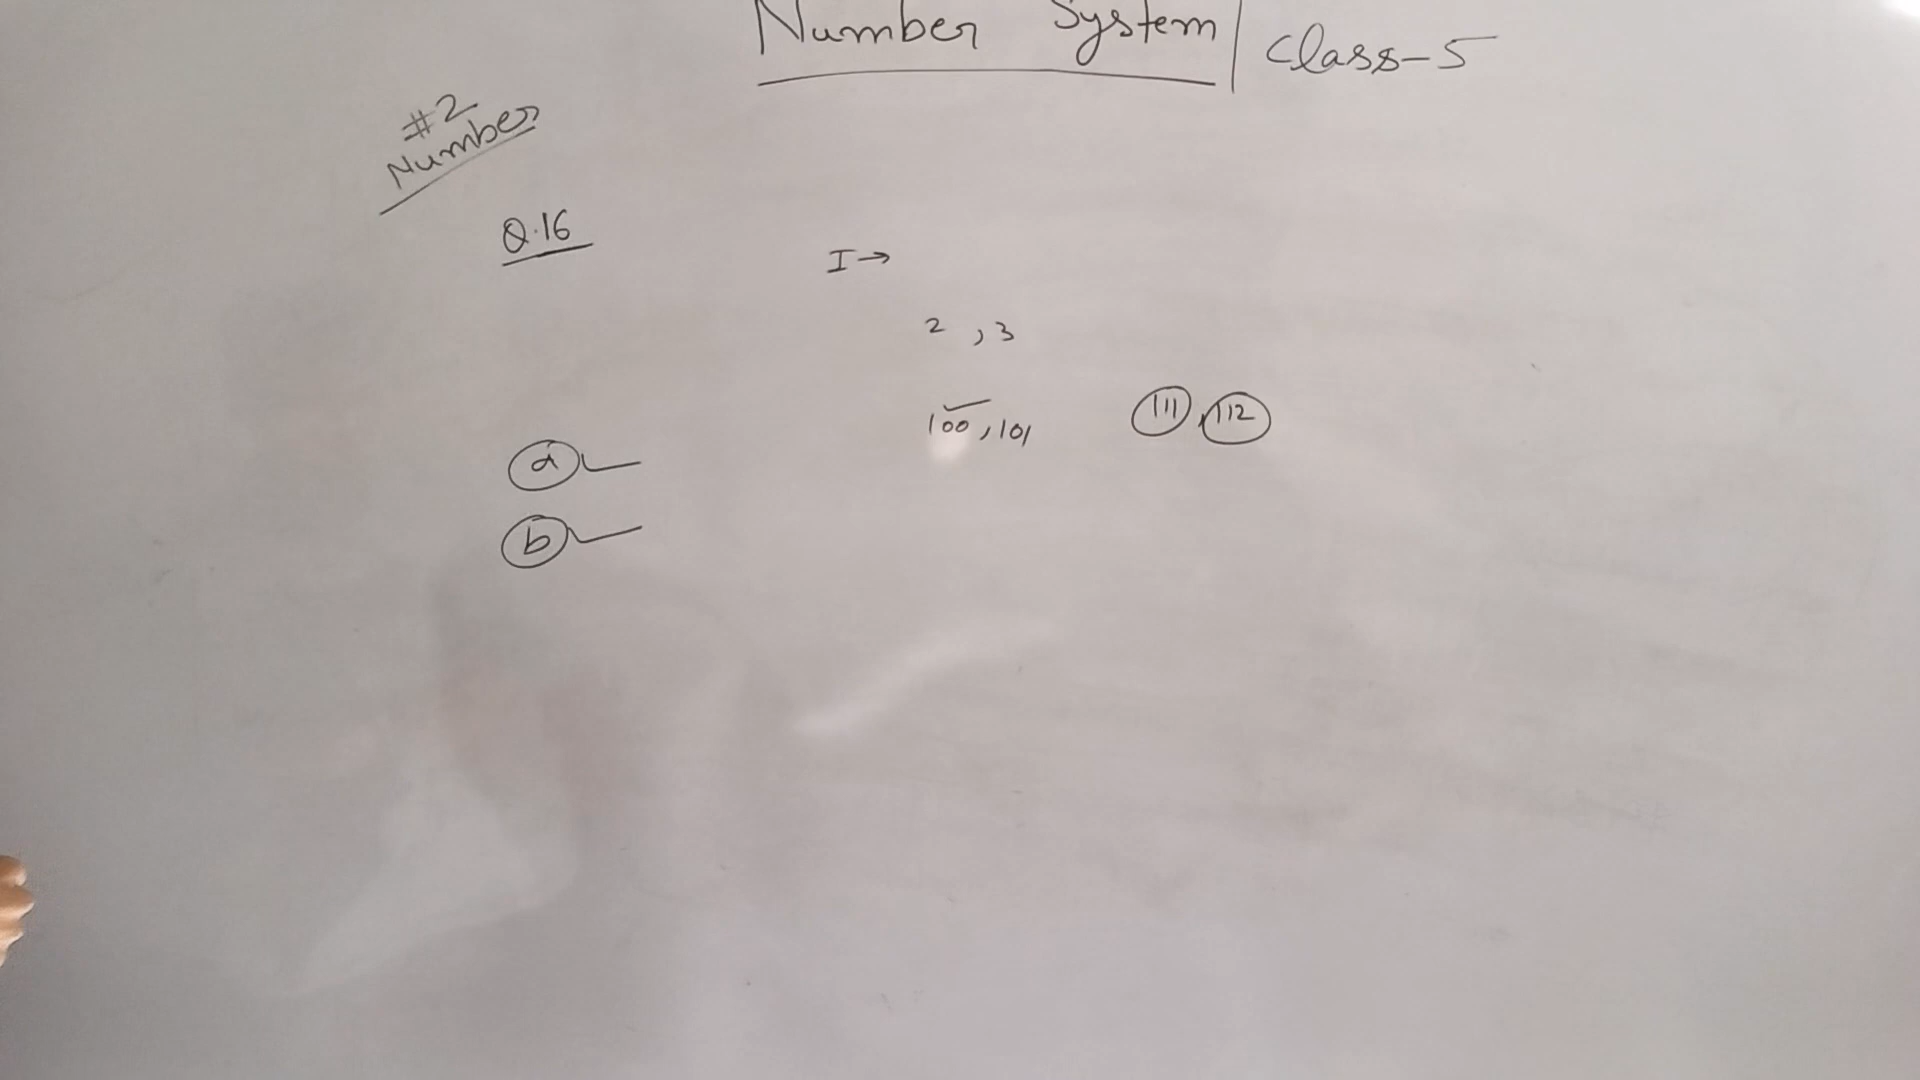 Number System | Class-5
#2
Number
Q.16
I →
2 , 3
100 , 101 111 , 112
a
b